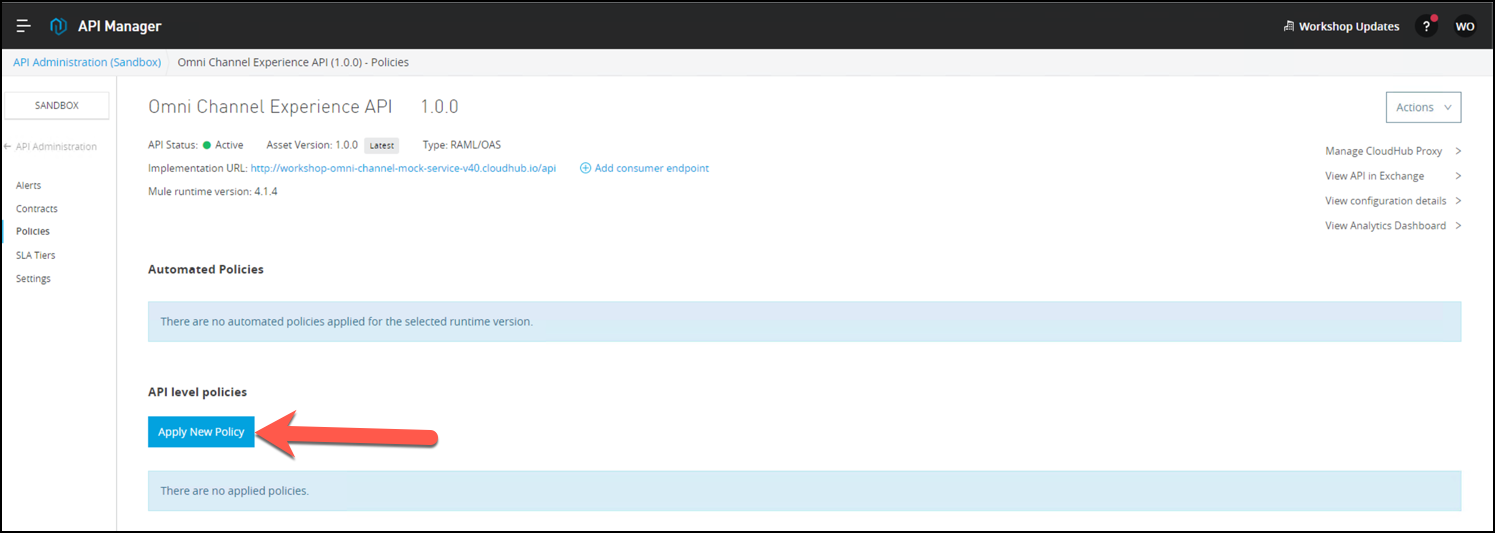 API Manager
Workshop Updates
?
WO
API Administration (Sandbox)
Omni Channel Experience API (1.0.0) - Policies
SANDBOX
API Administration
Alerts
Contracts
Policies
SLA Tiers
Settings
Omni Channel Experience API 1.0.0
Actions
API Status: Active Asset Version: 1.0.0 Latest Type: RAML/OAS
Implementation URL: http://workshop-omni-channel-mock-service-v40.cloudhub.io/api Add consumer endpoint
Mule runtime version: 4.1.4
Manage CloudHub Proxy >
View API in Exchange >
View configuration details >
View Analytics Dashboard >
Automated Policies
There are no automated policies applied for the selected runtime version.
API level policies
Apply New Policy
There are no applied policies.